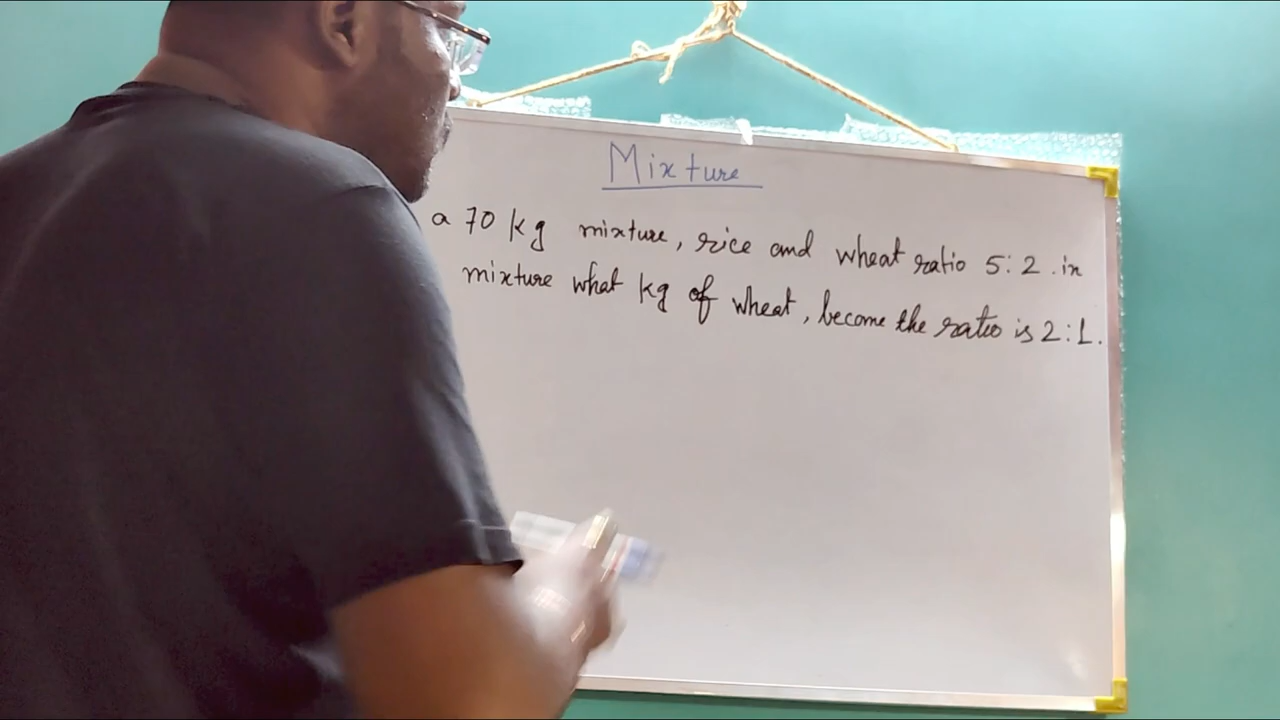 Mixture
a 70 kg mixture, rice and wheat ratio 5:2. in
mixture what kg of wheat, become the ratio is 2:1.